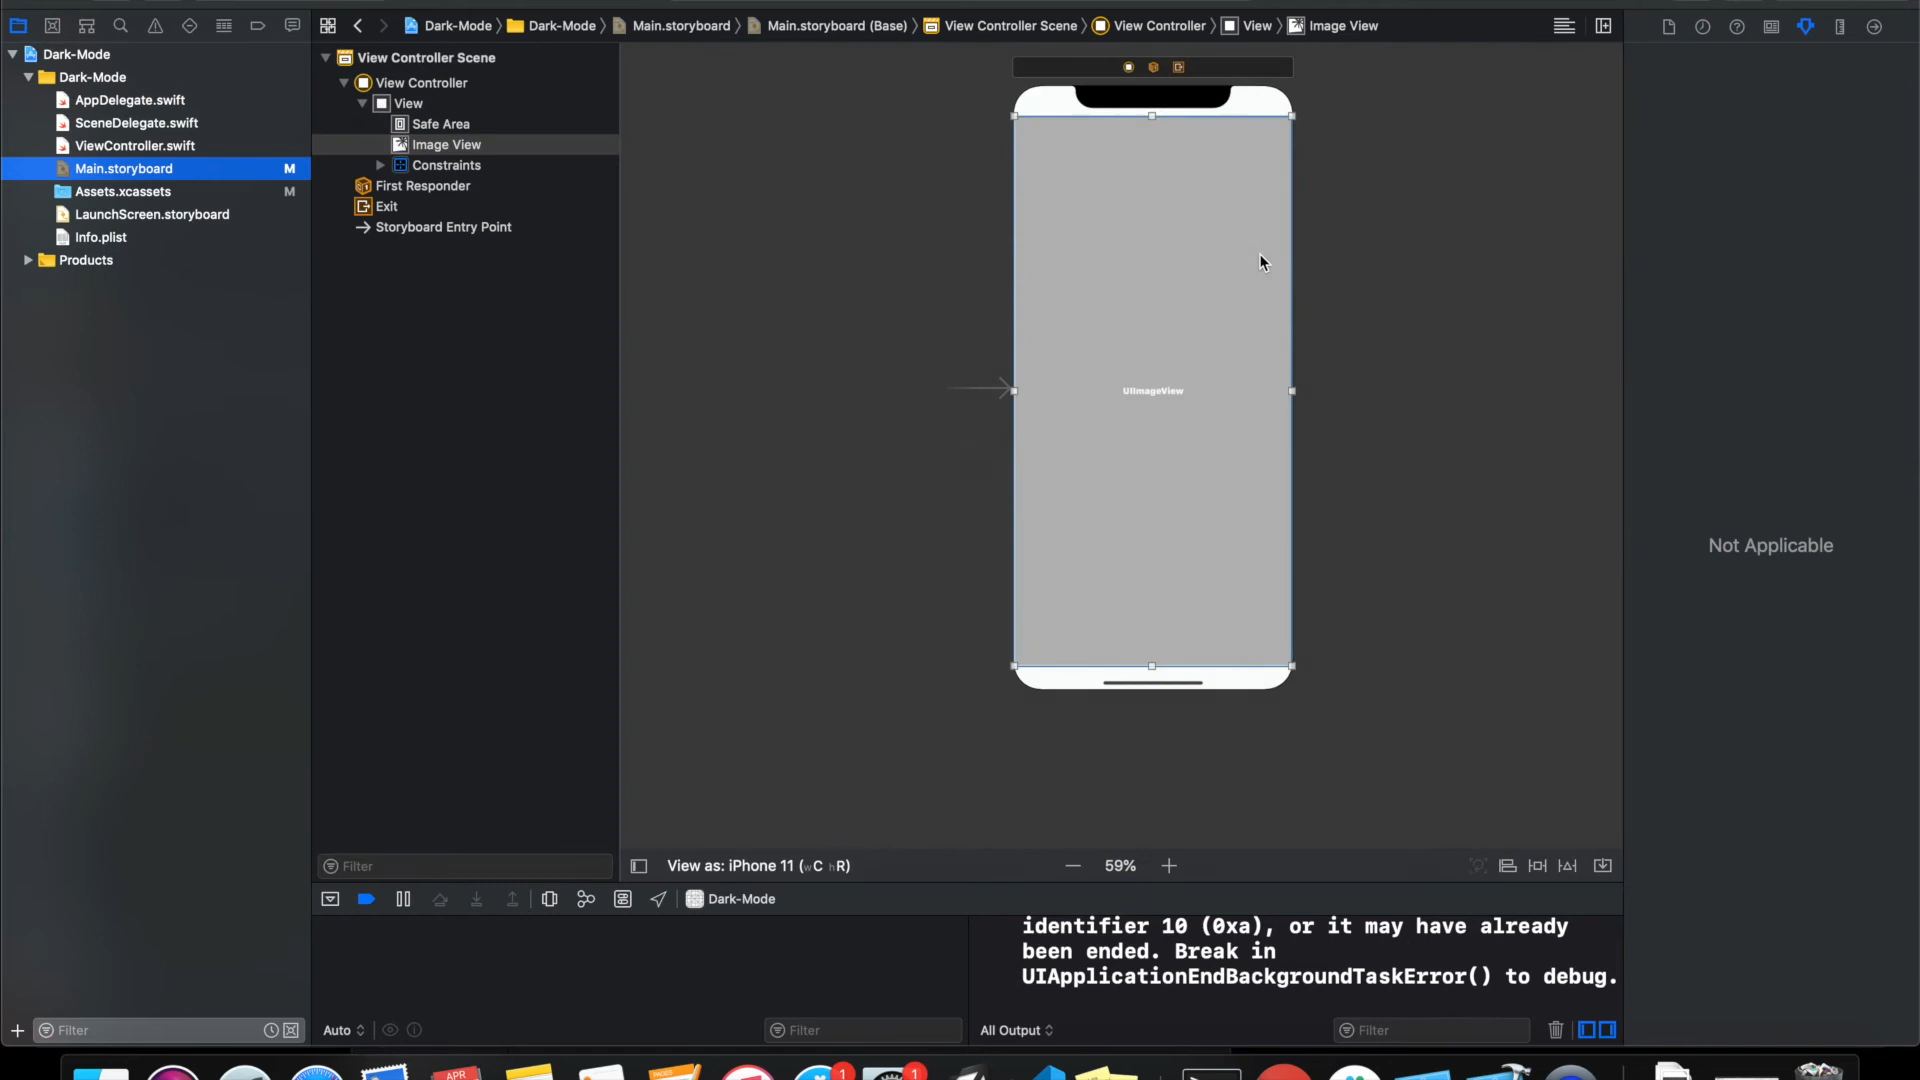 Dark-Mode
Dark-Mode
Main.storyboard
Main.storyboard (Base)
View Controller Scene
View Controller
View
Image View
Dark-Mode
Dark-Mode
AppDelegate.swift
SceneDelegate.swift
ViewController.swift
Main.storyboard M
Assets.xcassets M
LaunchScreen.storyboard
Info.plist
Products
View Controller Scene
View Controller
View
Safe Area
Image View
Constraints
First Responder
Exit
Storyboard Entry Point
UIImageView
Not Applicable
Filter
View as: iPhone 11 (wC hR)
59%
Dark-Mode
identifier 10 (0xa), or it may have already
been ended. Break in
UIApplicationEndBackgroundTaskError() to debug.
Filter
Auto
Filter
All Output
Filter
APR
PAGES
1
1